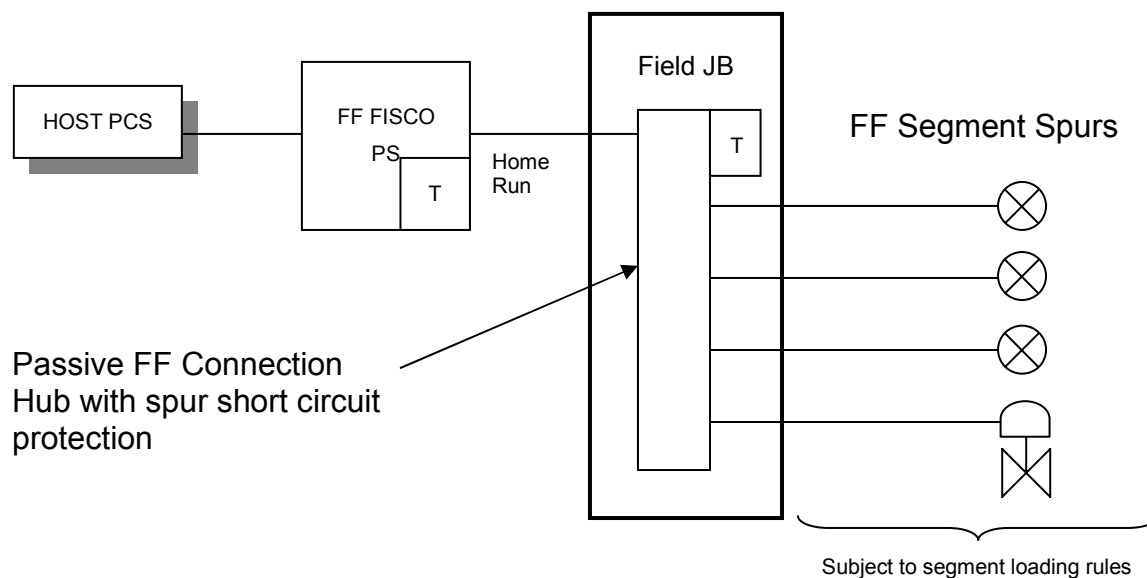 HOST PCS
FF FISCO
PS
T
Home
Run
Field JB
T
FF Segment Spurs
Passive FF Connection
Hub with spur short circuit
protection
Subject to segment loading rules